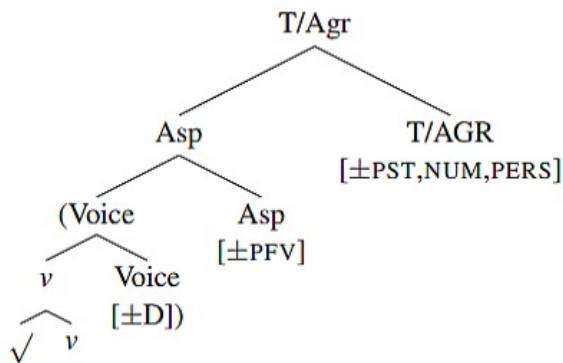 T/Agr
Asp T/AGR
[±PST,NUM,PERS]
(Voice Asp
[±PFV]
v Voice
[±D])
√ v